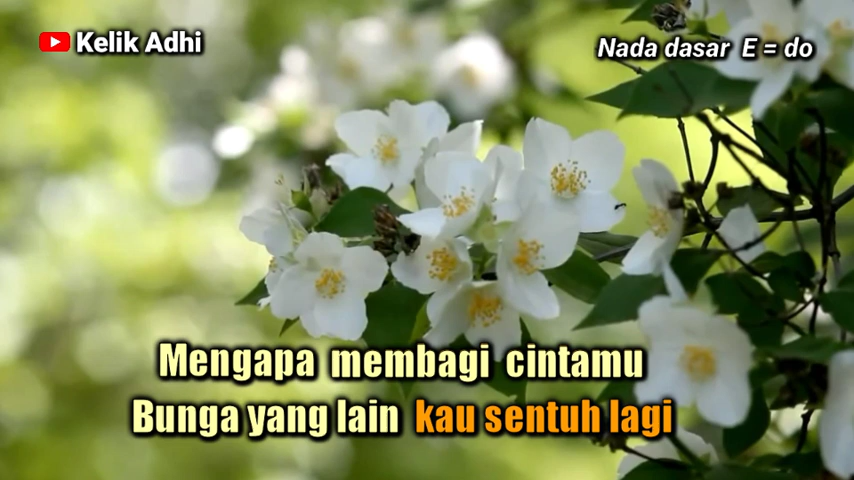 Kelik Adhi
Nada dasar E = do
Mengapa membagi cintamu
Bunga yang lain kau sentuh lagi